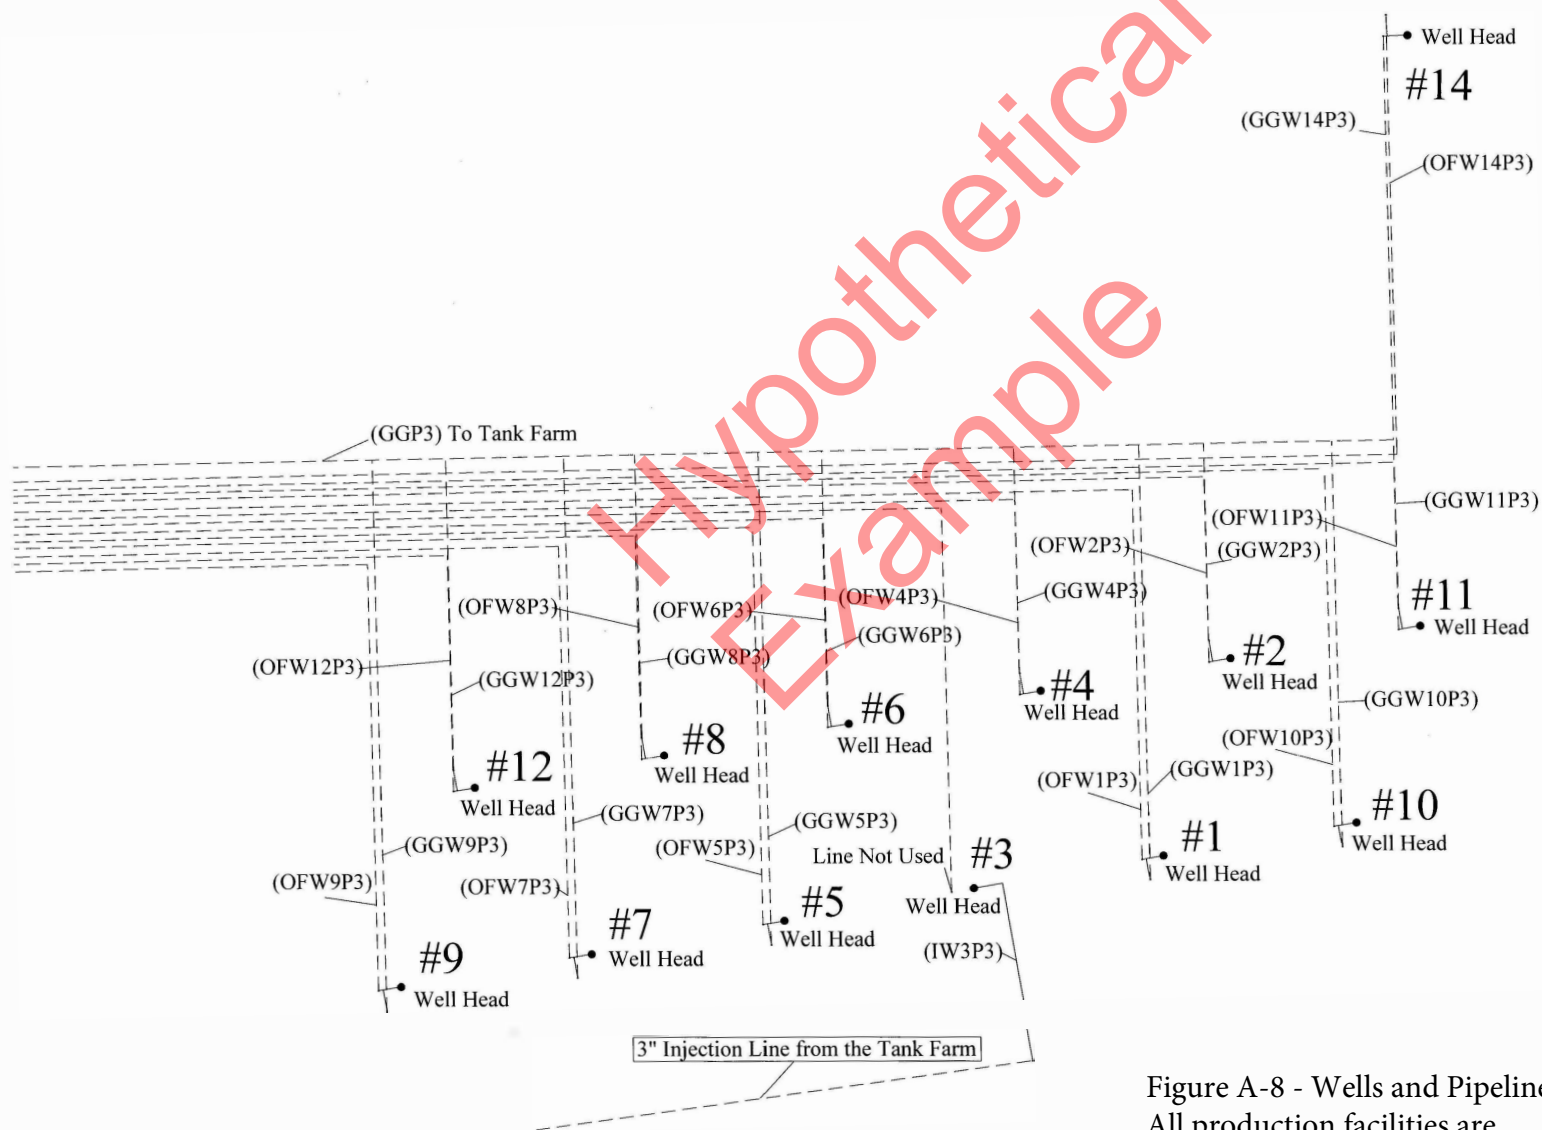 Well Head
#14
(GGW14P3)
(OFW14P3)
Hypothetical
Example
(GGP3) To Tank Farm
(GGW11P3)
(OFW11P3)
(OFW2P3)
(GGW2P3)
(OFW8P3)
(OFW6P3)
(OFW4P3)
(GGW4P3)
#11
Well Head
(GGW6P3)
#2
Well Head
(OFW12P3)
(GGW8P3)
(GGW12P3)
#4
Well Head
(GGW10P3)
#6
Well Head
#8
Well Head
(OFW10P3)
#12
Well Head
(OFW1P3)
(GGW1P3)
#10
Well Head
(GGW7P3)
(GGW5P3)
#1
Well Head
(GGW9P3)
(OFW5P3)
Line Not Used
#3
Well Head
(OFW9P3)
(OFW7P3)
#5
Well Head
#7
Well Head
(IW3P3)
#9
Well Head
3" Injection Line from the Tank Farm
Figure A-8 - Wells and Pipeline
All production facilities are